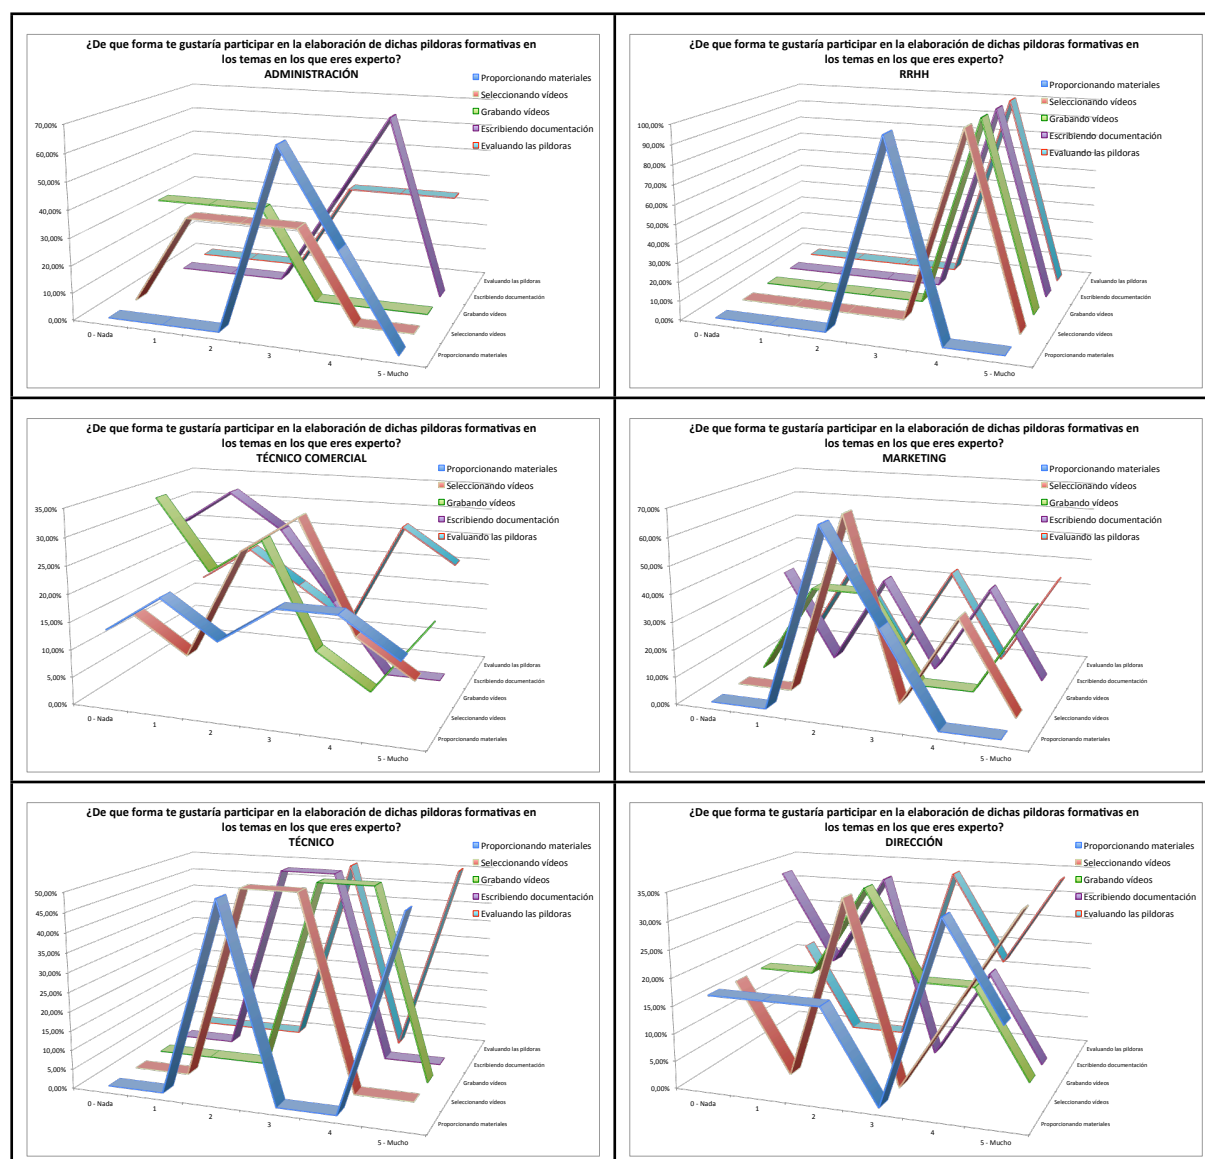 ¿De que forma te gustaría participar en la elaboración de dichas pildoras formativas en
los temas en los que eres experto?
ADMINISTRACIÓN
Proporcionando materiales
Seleccionando vídeos
Grabando vídeos
Escribiendo documentación
Evaluando las pildoras
70,00%
60,00%
50,00%
40,00%
30,00%
20,00%
10,00%
0,00%
0 - Nada
1
2
3
4
5 - Mucho
Evaluando las pildoras
Escribiendo documentación
Grabando vídeos
Seleccionando vídeos
Proporcionando materiales
¿De que forma te gustaría participar en la elaboración de dichas pildoras formativas en
los temas en los que eres experto?
RRHH
Proporcionando materiales
Seleccionando vídeos
Grabando vídeos
Escribiendo documentación
Evaluando las pildoras
100,00%
90,00%
80,00%
70,00%
60,00%
50,00%
40,00%
30,00%
20,00%
10,00%
0,00%
0 - Nada
1
2
3
4
5 - Mucho
Evaluando las pildoras
Escribiendo documentación
Grabando vídeos
Seleccionando vídeos
Proporcionando materiales
¿De que forma te gustaría participar en la elaboración de dichas pildoras formativas en
los temas en los que eres experto?
TÉCNICO COMERCIAL
Proporcionando materiales
Seleccionando vídeos
Grabando vídeos
Escribiendo documentación
Evaluando las pildoras
35,00%
30,00%
25,00%
20,00%
15,00%
10,00%
5,00%
0,00%
0 - Nada
1
2
3
4
5 - Mucho
Evaluando las pildoras
Escribiendo documentación
Grabando vídeos
Seleccionando vídeos
Proporcionando materiales
¿De que forma te gustaría participar en la elaboración de dichas pildoras formativas en
los temas en los que eres experto?
MARKETING
Proporcionando materiales
Seleccionando vídeos
Grabando vídeos
Escribiendo documentación
Evaluando las pildoras
70,00%
60,00%
50,00%
40,00%
30,00%
20,00%
10,00%
0,00%
0 - Nada
1
2
3
4
5 - Mucho
Evaluando las pildoras
Escribiendo documentación
Grabando vídeos
Seleccionando vídeos
Proporcionando materiales
¿De que forma te gustaría participar en la elaboración de dichas pildoras formativas en
los temas en los que eres experto?
TÉCNICO
Proporcionando materiales
Seleccionando vídeos
Grabando vídeos
Escribiendo documentación
Evaluando las pildoras
50,00%
45,00%
40,00%
35,00%
30,00%
25,00%
20,00%
15,00%
10,00%
5,00%
0,00%
0 - Nada
1
2
3
4
5 - Mucho
Evaluando las pildoras
Escribiendo documentación
Grabando vídeos
Seleccionando vídeos
Proporcionando materiales
¿De que forma te gustaría participar en la elaboración de dichas pildoras formativas en
los temas en los que eres experto?
DIRECCIÓN
Proporcionando materiales
Seleccionando vídeos
Grabando vídeos
Escribiendo documentación
Evaluando las pildoras
35,00%
30,00%
25,00%
20,00%
15,00%
10,00%
5,00%
0,00%
0 - Nada
1
2
3
4
5 - Mucho
Evaluando las pildoras
Escribiendo documentación
Grabando vídeos
Seleccionando vídeos
Proporcionando materiales